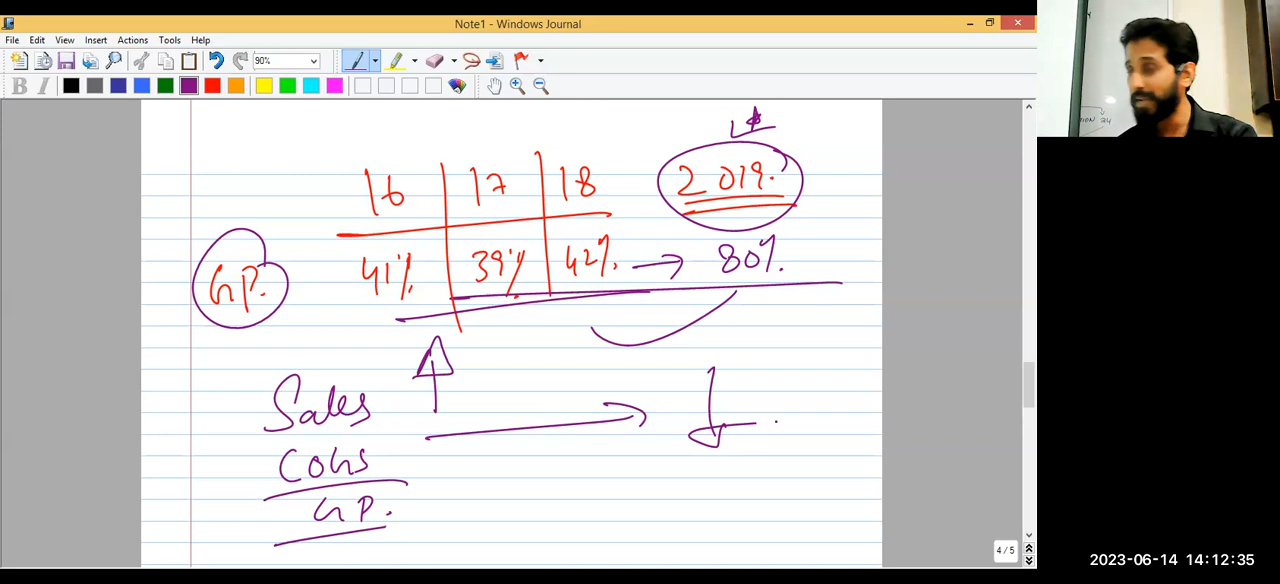 Note1 - Windows Journal
File Edit View Insert Actions Tools Help
90%
B I
16 17 18 2019.
GP. 41% 39% 42% → 80%.
Sales
COGS
GP.
4 / 5
2023-06-14 14:12:35